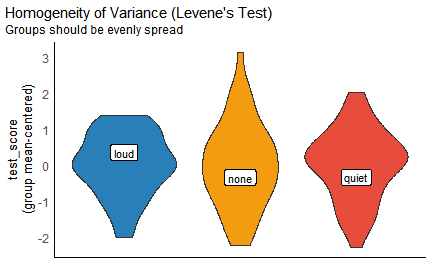 Homogeneity of Variance (Levene's Test)
Groups should be evenly spread
test_score
(group mean-centered)
3
2
1
0
-1
-2
loud
none
quiet